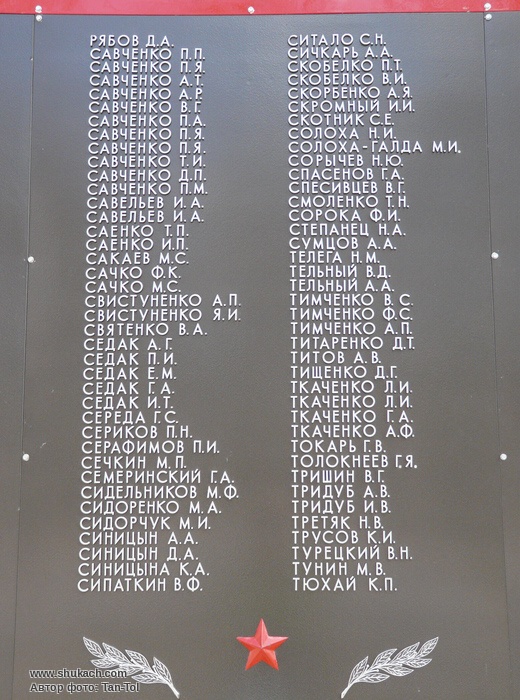 РЯБОВ Д.А.
САВЧЕНКО П.П.
САВЧЕНКО П.Я.
САВЧЕНКО А.Т
САВЧЕНКО А.Р.
САВЧЕНКО В.Г.
САВЧЕНКО П.А.
САВЧЕНКО П.Я.
САВЧЕНКО П.Я.
САВЧЕНКО Т.И.
САВЧЕНКО Д.П.
САВЧЕНКО П.М.
САВЕЛЬЕВ И.А.
САВЕЛЬЕВ И.А.
САЕНКО Т.П.
САЕНКО И.П.
САКАЕВ М.С.
САЧКО Ф.К.
САЧКО М.С.
СВИСТУНЕНКО А.П.
СВИСТУНЕНКО Я.И.
СВЯТЕНКО В.А.
СЕДАК А.Г.
СЕДАК П.И.
СЕДАК Е.М.
СЕДАК Г.А.
СЕДАК И.Т.
СЕРЕДА Г.С.
СЕРИКОВ П.Н.
СЕРАФИМОВ П.И.
СЕЧКИН М.П.
СЕМЕРИНСКИЙ Г.А.
СИДЕЛЬНИКОВ М.Ф.
СИДОРЕНКО М.А.
СИДОРЧУК М.И.
СИНИЦЫН А.А.
СИНИЦЫН Д.А.
СИНИЦЫНА К.А.
СИПАТКИН В.Ф.
СИТАЛО С.Н.
СИЧКАРЬ А.А.
СКОБЕЛКО П.Т.
СКОБЕЛКО В.И.
СКОРБЕНКО А.Я.
СКРОМНЫЙ И.И.
СКОТНИК С.Е.
СОЛОХА Н.И.
СОЛОХА-ГАЛДА М.И.
СОРЫЧЕВ Н.Ю.
СПАСЕНОВ Г.А.
СПЕСИВЦЕВ В.Г.
СМОЛЕНКО Т.Н.
СОРОКА Ф.И.
СТЕПАНЕЦ Н.А.
СУМЦОВ А.А.
ТЕЛЕГА Н.М.
ТЕЛЬНЫЙ В.Д.
ТЕЛЬНЫЙ А.А.
ТИМЧЕНКО В.С.
ТИМЧЕНКО Ф.С.
ТИМЧЕНКО А.П.
ТИТАРЕНКО Д.Т.
ТИТОВ А.В.
ТИЩЕНКО Д.Г.
ТКАЧЕНКО Л.И.
ТКАЧЕНКО Л.И.
ТКАЧЕНКО Г.А.
ТКАЧЕНКО А.Ф.
ТОКАРЬ Г.В.
ТОЛОКНЕЕВ Г.Я.
ТРИШИН В.Г.
ТРИДУБ А.В.
ТРИДУБ И.В.
ТРЕТЯК Н.В.
ТРУСОВ К.И.
ТУРЕЦКИЙ В.Н.
ТУНИН М.В.
ТЮХАЙ К.П.
www.shukach.com
Автор фото: Tan-Tol